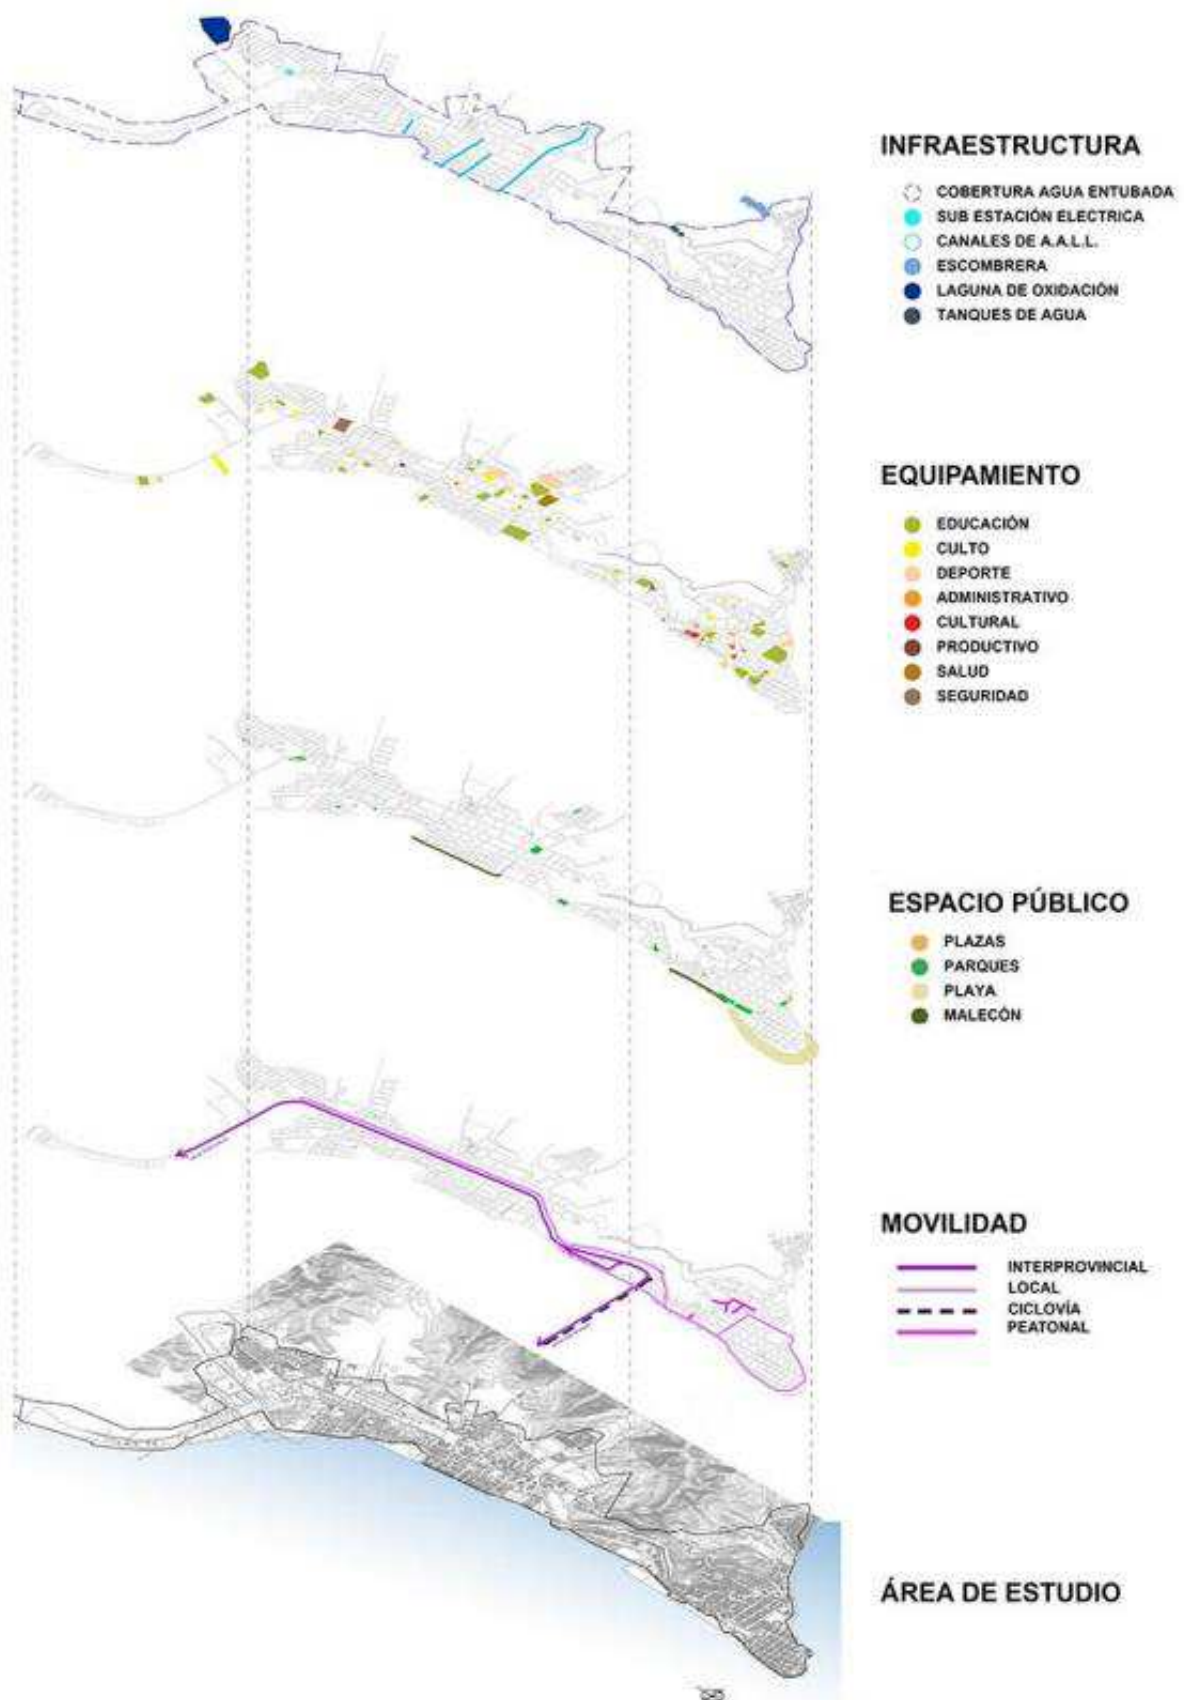 INFRAESTRUCTURA
COBERTURA AGUA ENTUBADA
SUB ESTACIÓN ELECTRICA
CANALES DE A.A.L.L.
ESCOMBRERA
LAGUNA DE OXIDACIÓN
TANQUES DE AGUA
EQUIPAMIENTO
EDUCACIÓN
CULTO
DEPORTE
ADMINISTRATIVO
CULTURAL
PRODUCTIVO
SALUD
SEGURIDAD
ESPACIO PÚBLICO
PLAZAS
PARQUES
PLAYA
MALECÓN
MOVILIDAD
INTERPROVINCIAL
LOCAL
CICLOVÍA
PEATONAL
ÁREA DE ESTUDIO